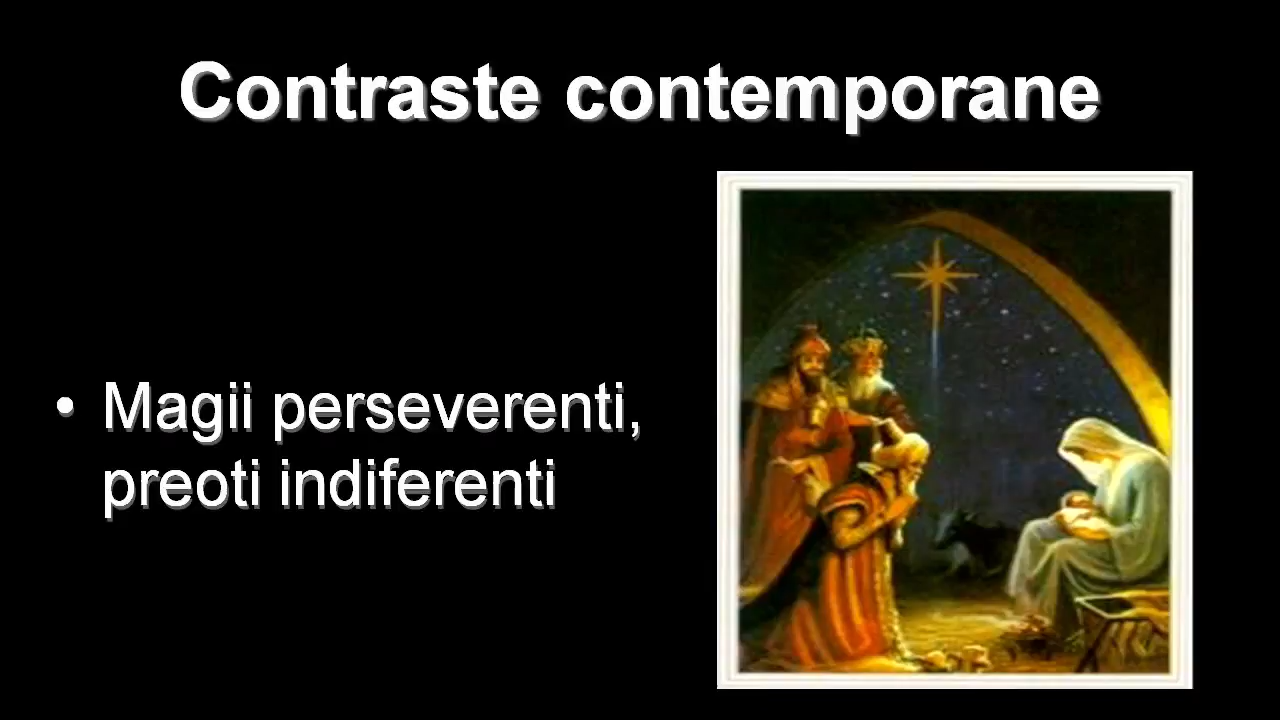 Contraste contemporane
• Magii perseverenti,
preoti indiferenti